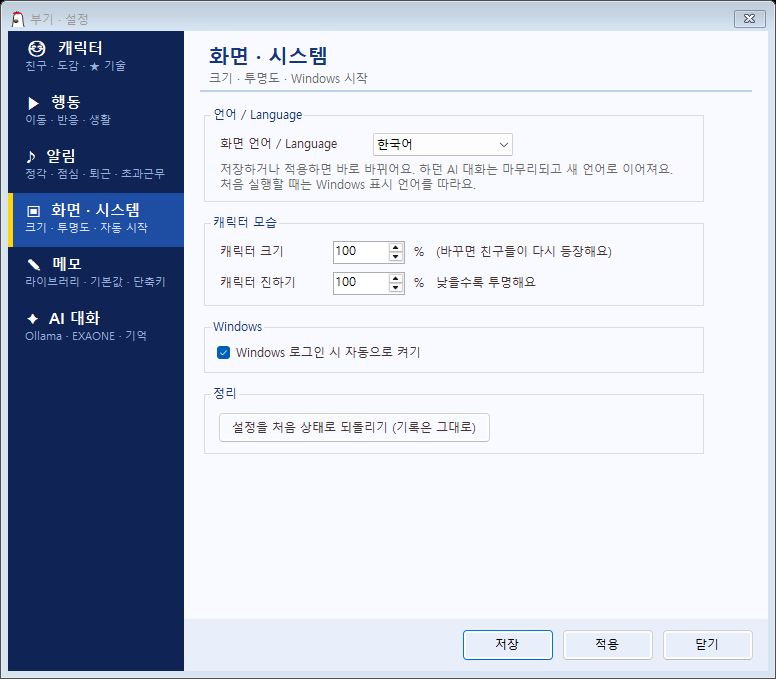 부기 · 설정
캐릭터
친구 · 도감 · ★ 기술
행동
이동 · 반응 · 생활
알림
정각 · 점심 · 퇴근 · 초과근무
화면 · 시스템
크기 · 투명도 · 자동 시작
메모
라이브러리 · 기본값 · 단축키
AI 대화
Ollama · EXAONE · 기억
화면 · 시스템
크기 · 투명도 · Windows 시작
언어 / Language
화면 언어 / Language 한국어
저장하거나 적용하면 바로 바뀌어요. 하던 AI 대화는 마무리되고 새 언어로 이어져요.
처음 실행할 때는 Windows 표시 언어를 따라요.
캐릭터 모습
캐릭터 크기 100 % (바꾸면 친구들이 다시 등장해요)
캐릭터 진하기 100 % 낮을수록 투명해요
Windows
Windows 로그인 시 자동으로 켜기
정리
설정을 처음 상태로 되돌리기 (기록은 그대로)
저장 적용 닫기